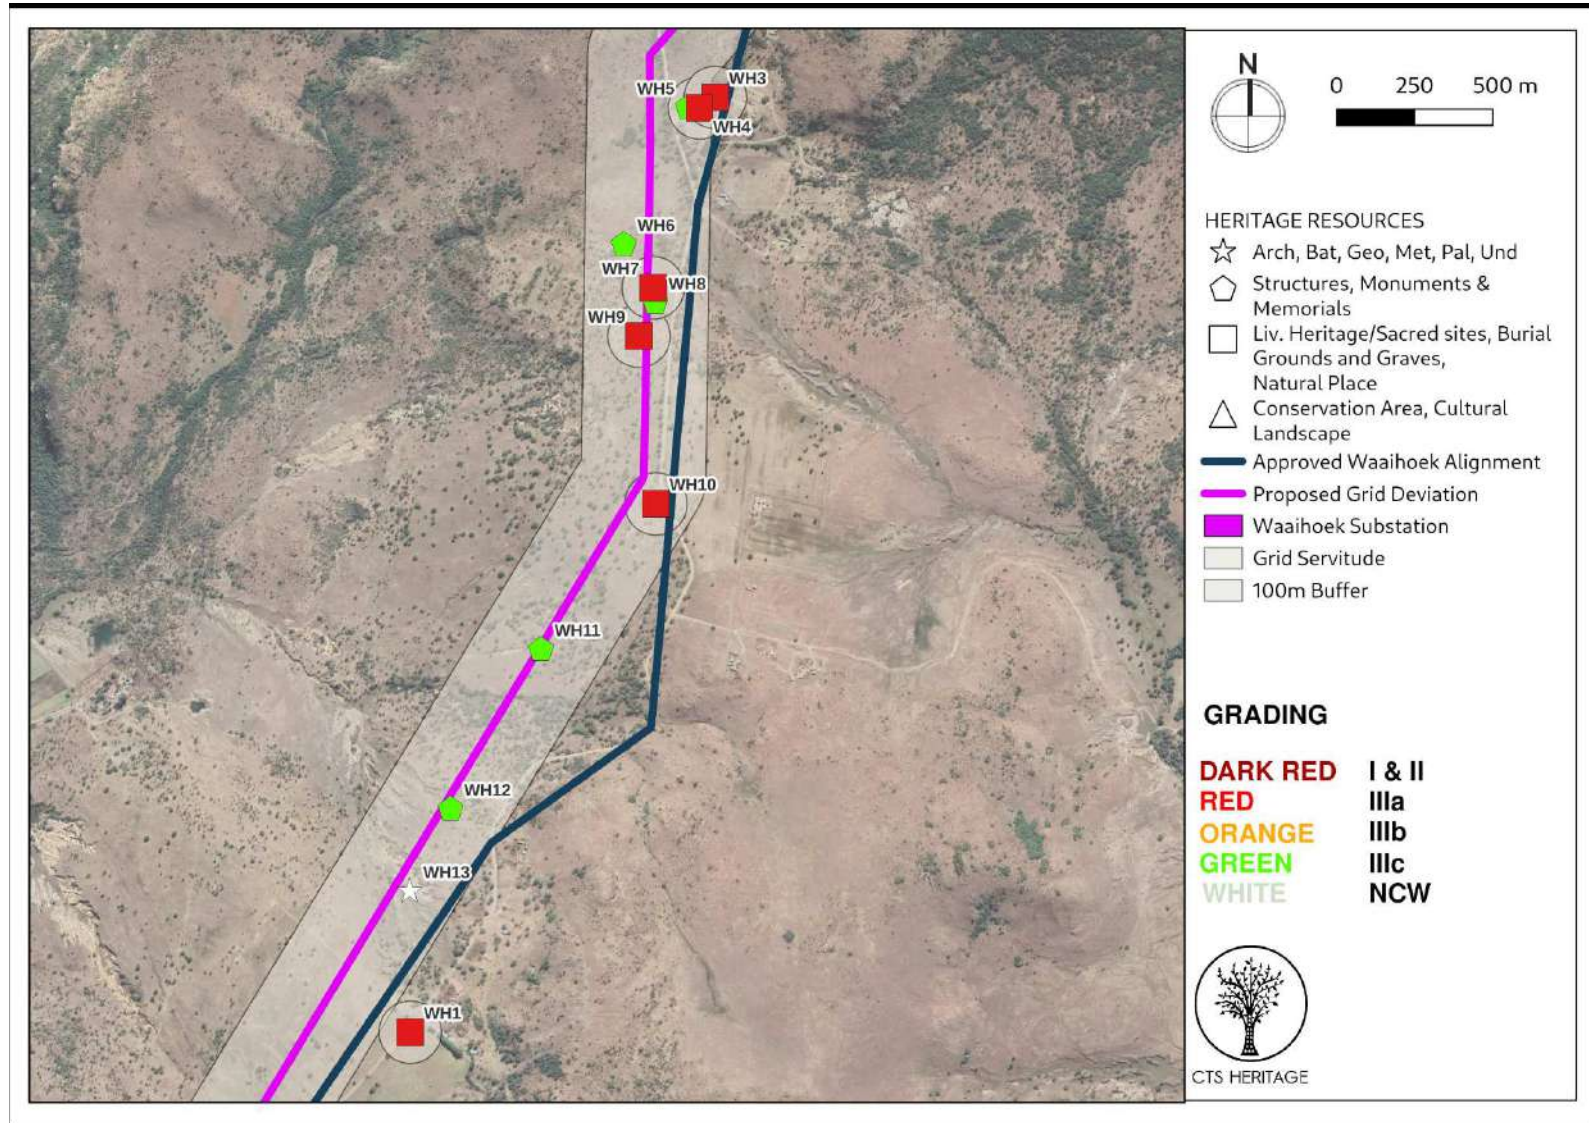 WH3
WH5
WH4
WH6
WH7
WH8
WH9
WH10
WH11
WH12
WH13
WH1
N
0 250 500 m
HERITAGE RESOURCES
Arch, Bat, Geo, Met, Pal, Und
Structures, Monuments &
Memorials
Liv. Heritage/Sacred sites, Burial
Grounds and Graves,
Natural Place
Conservation Area, Cultural
Landscape
Approved Waaihoek Alignment
Proposed Grid Deviation
Waaihoek Substation
Grid Servitude
100m Buffer
GRADING
DARK RED I & II
RED IIIa
ORANGE IIIb
GREEN IIIc
WHITE NCW
CTS HERITAGE